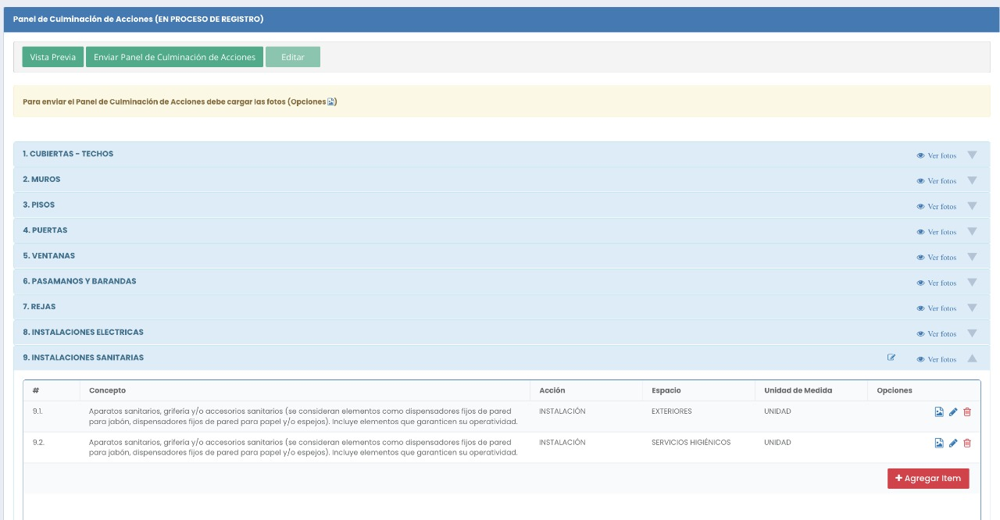 Panel de Culminación de Acciones (EN PROCESO DE REGISTRO)
Vista Previa Enviar Panel de Culminación de Acciones Editar
Para enviar el Panel de Culminación de Acciones debe cargar las fotos (Opciones )
1. CUBIERTAS - TECHOS Ver fotos
2. MUROS Ver fotos
3. PISOS Ver fotos
4. PUERTAS Ver fotos
5. VENTANAS Ver fotos
6. PASAMANOS Y BARANDAS Ver fotos
7. REJAS Ver fotos
8. INSTALACIONES ELECTRICAS Ver fotos
9. INSTALACIONES SANITARIAS Ver fotos
# Concepto Acción Espacio Unidad de Medida Opciones
9.1. Aparatos sanitarios, grifería y/o accesorios sanitarios (se consideran elementos como dispensadores fijos de pared INSTALACIÓN EXTERIORES UNIDAD
para jabón, dispensadores fijos de pared para papel y/o espejos). Incluye elementos que garanticen su operatividad.
9.2. Aparatos sanitarios, grifería y/o accesorios sanitarios (se consideran elementos como dispensadores fijos de pared INSTALACIÓN SERVICIOS HIGIÉNICOS UNIDAD
para jabón, dispensadores fijos de pared para papel y/o espejos). Incluye elementos que garanticen su operatividad.
+ Agregar Item